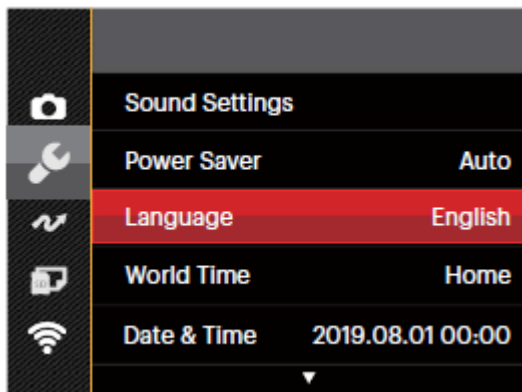 Sound Settings
Power Saver Auto
Language English
World Time Home
Date & Time 2019.08.01 00:00